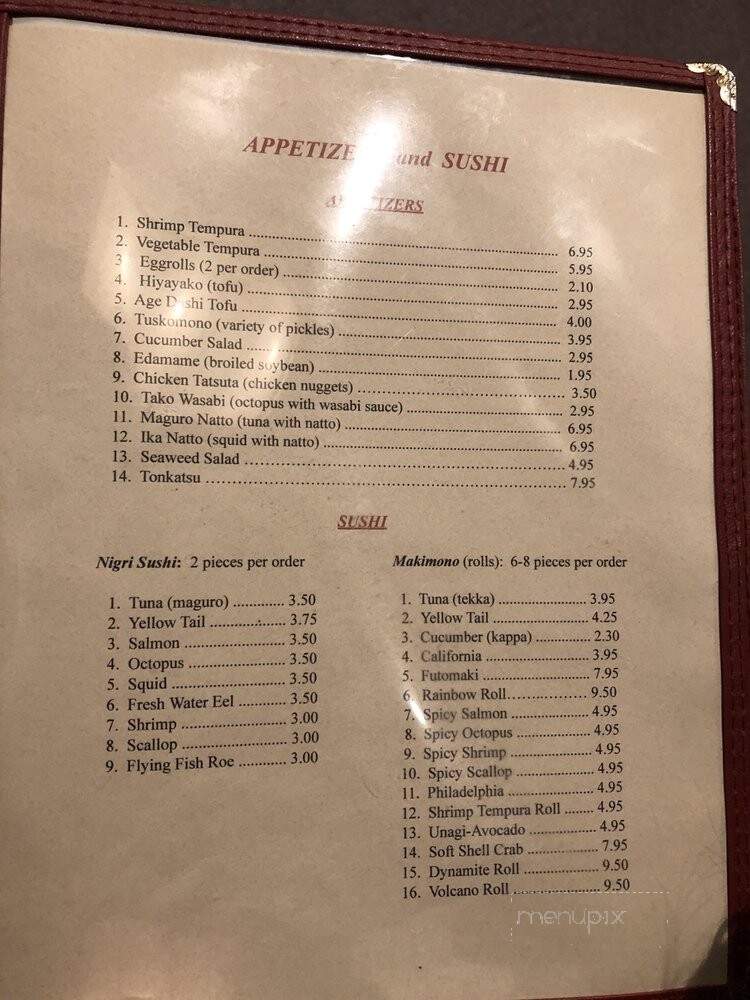 APPETIZE and SUSHI
APPETIZERS
1. Shrimp Tempura 6.95
2. Vegetable Tempura 5.95
3 Eggrolls (2 per order) 2.10
4. Hiyayako (tofu) 2.95
5. Age Dashi Tofu 4.00
6. Tuskomono (variety of pickles) 3.95
7. Cucumber Salad 2.95
8. Edamame (broiled soybean) 1.95
9. Chicken Tatsuta (chicken nuggets) 3.50
10. Tako Wasabi (octopus with wasabi sauce) 2.95
11. Maguro Natto (tuna with natto) 6.95
12. Ika Natto (squid with natto) 6.95
13. Seaweed Salad 4.95
14. Tonkatsu 7.95
SUSHI
Nigri Sushi: 2 pieces per order
1. Tuna (maguro) 3.50
2. Yellow Tail 3.75
3. Salmon 3.50
4. Octopus 3.50
5. Squid 3.50
6. Fresh Water Eel 3.50
7. Shrimp 3.00
8. Scallop 3.00
9. Flying Fish Roe 3.00
Makimono (rolls): 6-8 pieces per order
1. Tuna (tekka) 3.95
2. Yellow Tail 4.25
3. Cucumber (kappa) 2.30
4. California 3.95
5. Futomaki 7.95
6. Rainbow Roll 9.50
7. Spicy Salmon 4.95
8. Spicy Octopus 4.95
9. Spicy Shrimp 4.95
10. Spicy Scallop 4.95
11. Philadelphia 4.95
12. Shrimp Tempura Roll 4.95
13. Unagi-Avocado 4.95
14. Soft Shell Crab 7.95
15. Dynamite Roll 9.50
16. Volcano Roll 9.50
menupix